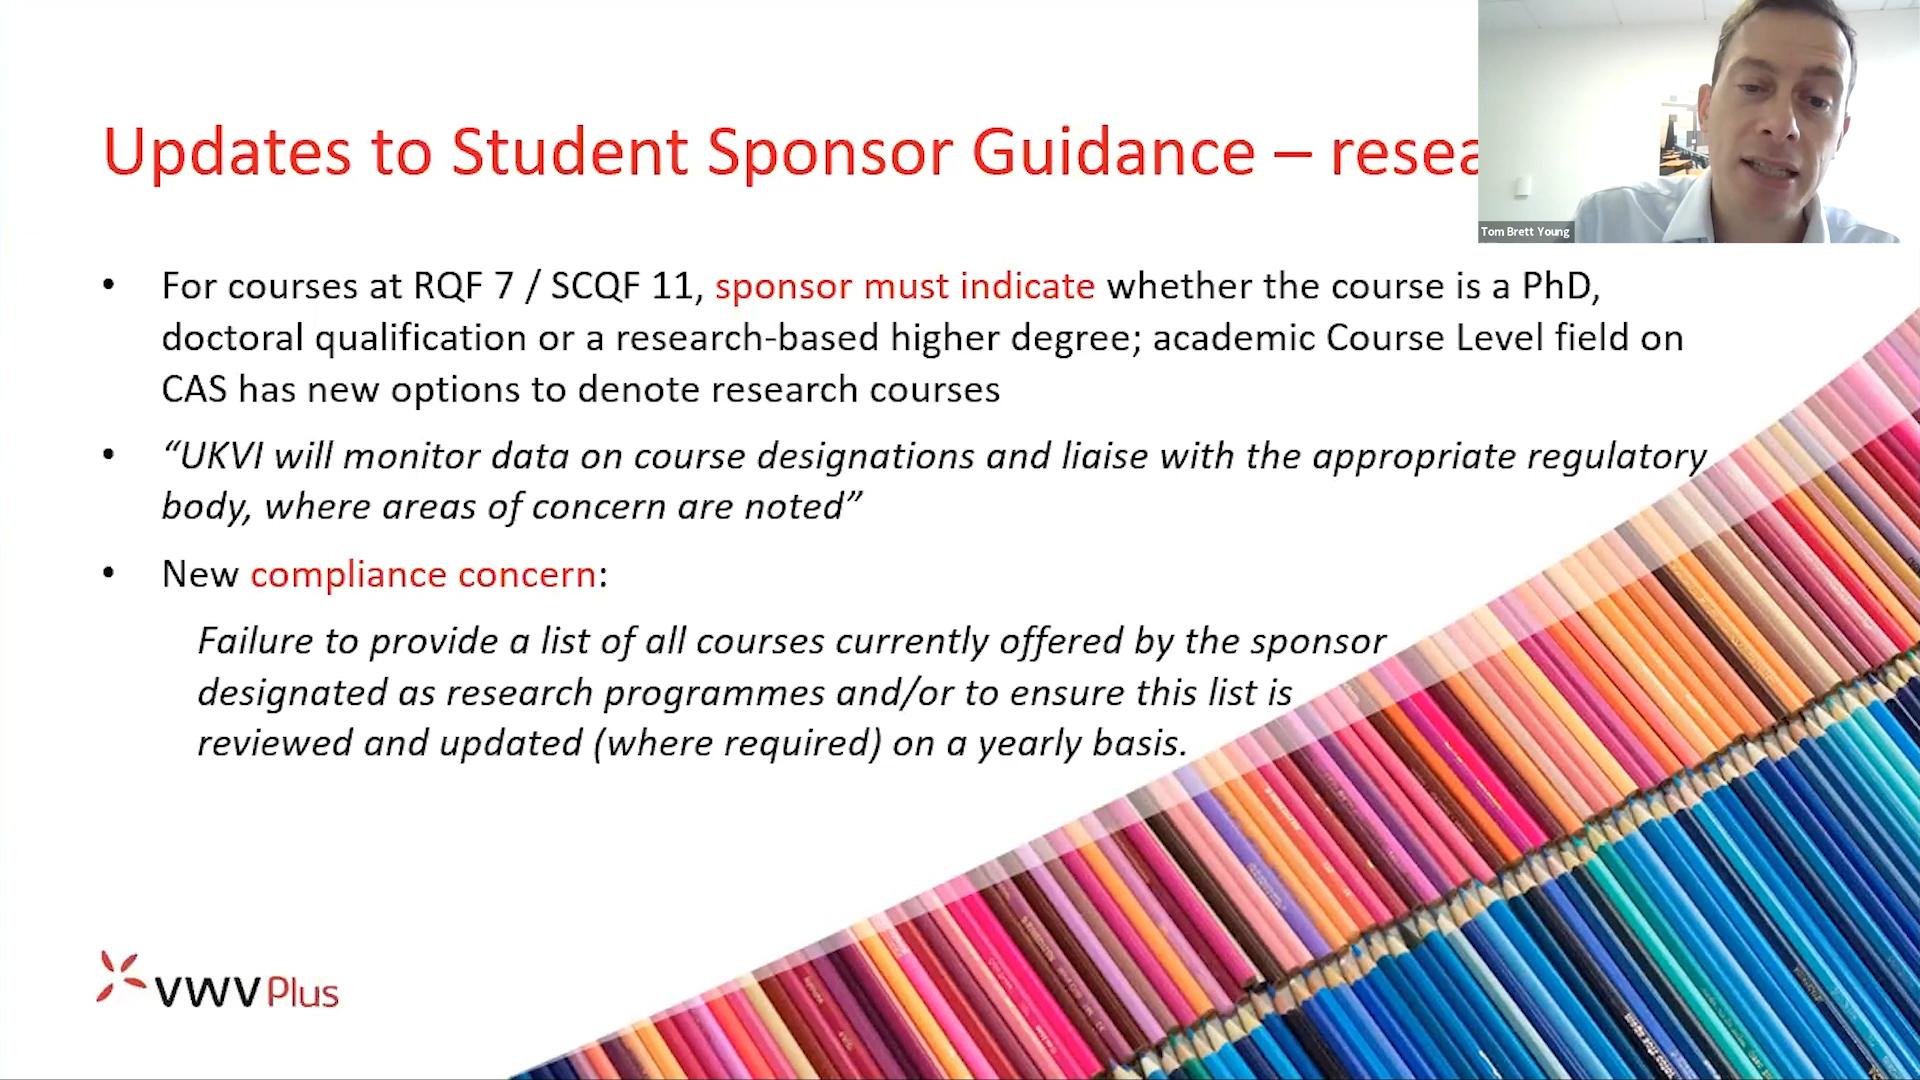 Updates to Student Sponsor Guidance – resea
Tom Brett Young
• For courses at RQF 7 / SCQF 11, sponsor must indicate whether the course is a PhD,
doctoral qualification or a research-based higher degree; academic Course Level field on
CAS has new options to denote research courses
• “UKVI will monitor data on course designations and liaise with the appropriate regulatory
body, where areas of concern are noted”
• New compliance concern:
Failure to provide a list of all courses currently offered by the sponsor
designated as research programmes and/or to ensure this list is
reviewed and updated (where required) on a yearly basis.
VWV Plus